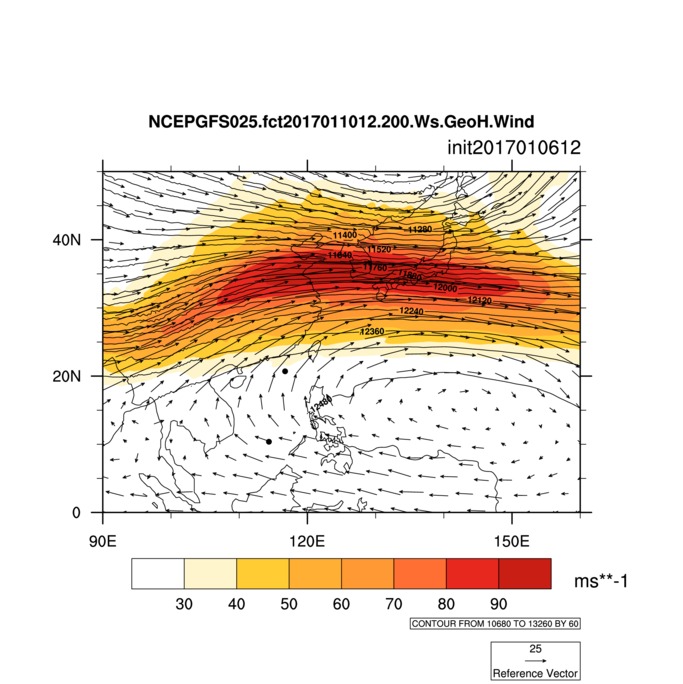 NCEPGFS025.fct2017011012.200.Ws.GeoH.Wind
init2017010612
40N
20N
0
90E 120E 150E
11400
11280
11520
11640
11760
11880
12000
12120
12240
12360
12480
30 40 50 60 70 80 90
ms**-1
CONTOUR FROM 10680 TO 13260 BY 60
25
Reference Vector